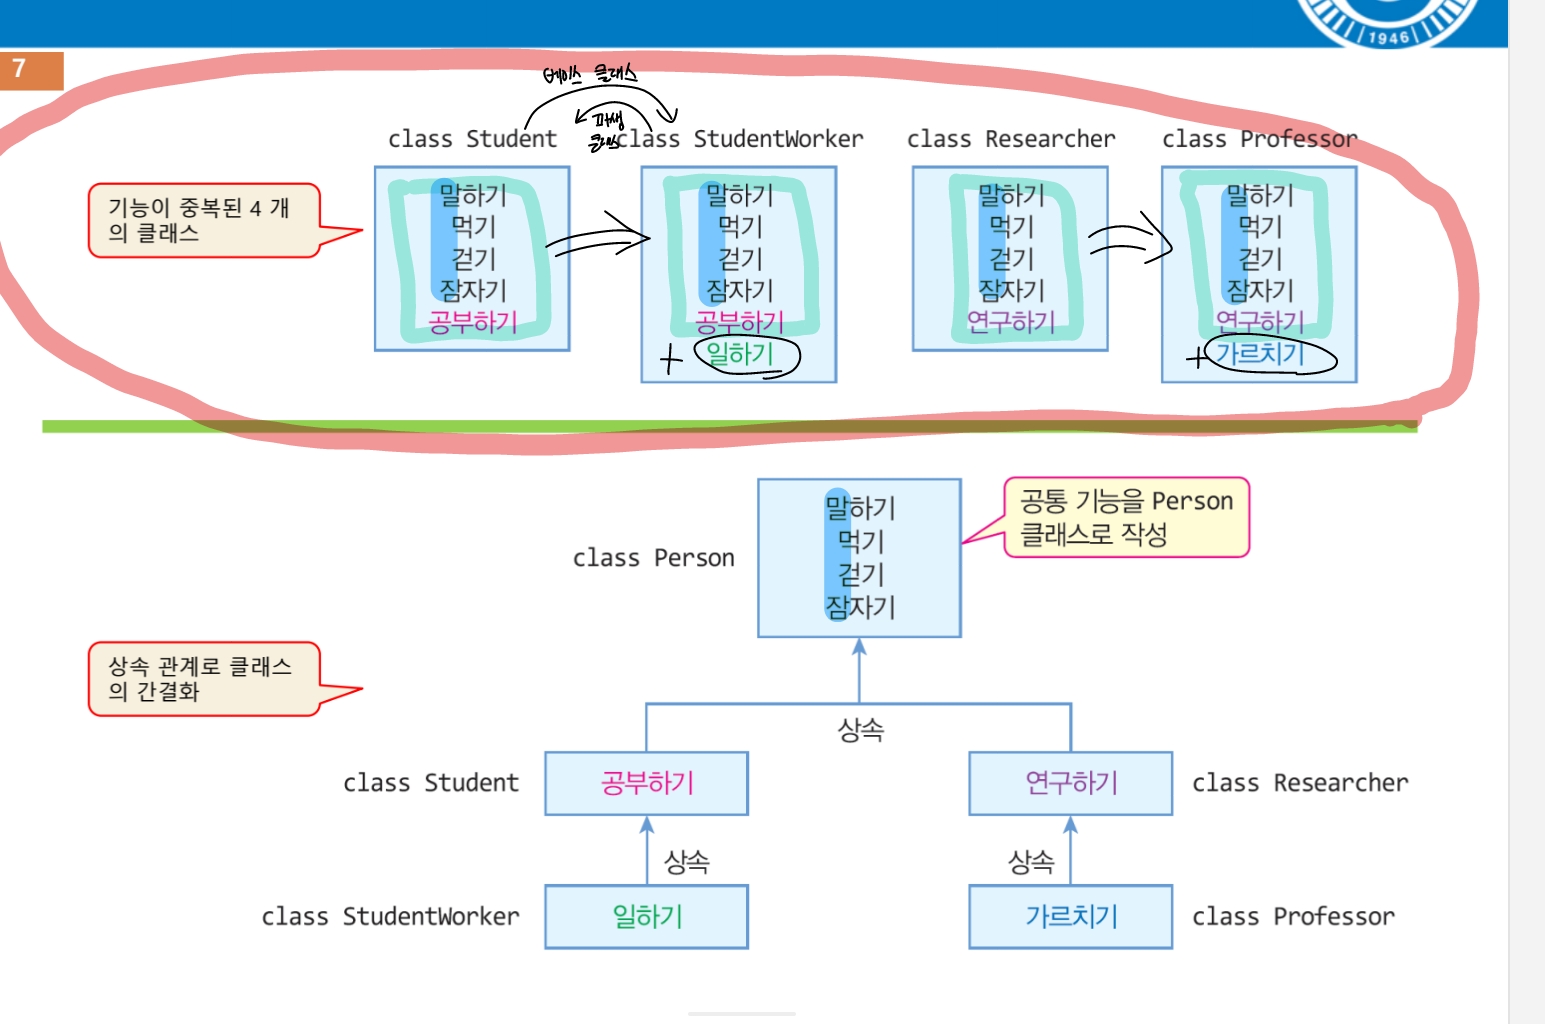 1946
7
베이스 클래스
파생
클래스
class Student
class StudentWorker
class Researcher
class Professor
기능이 중복된 4 개
의 클래스
말하기
먹기
걷기
잠자기
공부하기
말하기
먹기
걷기
잠자기
공부하기
+ 일하기
말하기
먹기
걷기
잠자기
연구하기
말하기
먹기
걷기
잠자기
연구하기
+ 가르치기
class Person
말하기
먹기
걷기
잠자기
공통 기능을 Person
클래스로 작성
상속 관계로 클래스
의 간결화
상속
class Student
공부하기
연구하기
class Researcher
상속
상속
class StudentWorker
일하기
가르치기
class Professor